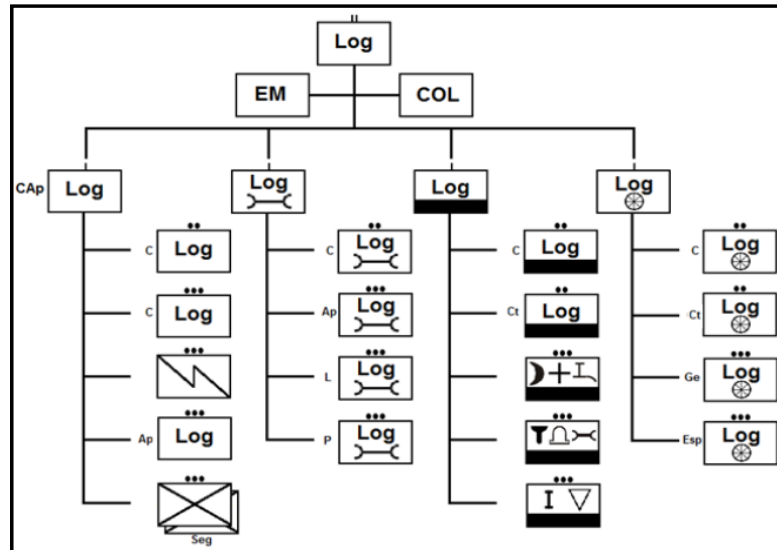 Log
EM COL
CAp Log Log Log Log
C Log C Log C Log C Log
C Log Ap Log Ct Log Ct Log
L Log Ge Log
Ap Log P Log Esp Log
I
Seg